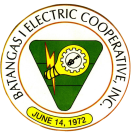 BATANGAS I ELECTRIC COOPERATIVE, INC.
JUNE 14, 1972